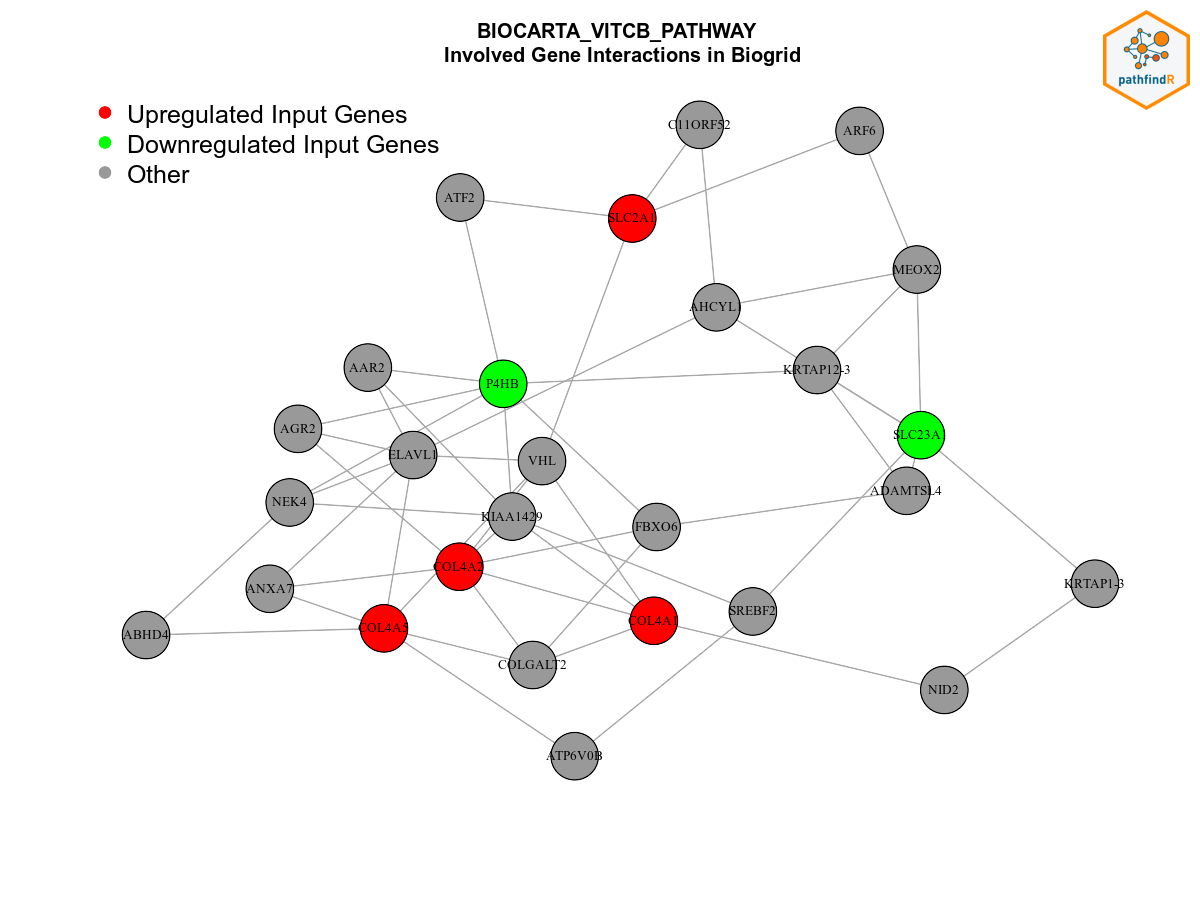 BIOCARTA_VITCB_PATHWAY
Involved Gene Interactions in Biogrid
pathfindR
Upregulated Input Genes
Downregulated Input Genes
Other
C11ORF52
ARF6
ATF2
SLC2A1
MEOX2
AHCYL1
AAR2
P4HB
KRTAP12-3
AGR2
SLC23A1
ELAVL1
VHL
ADAMTSL4
NEK4
KIAA1429
FBXO6
COL4A2
ANXA7
KRTAP1-3
SREBF2
COL4A1
COL4A5
ABHD4
COLGALT2
NID2
ATP6V0B